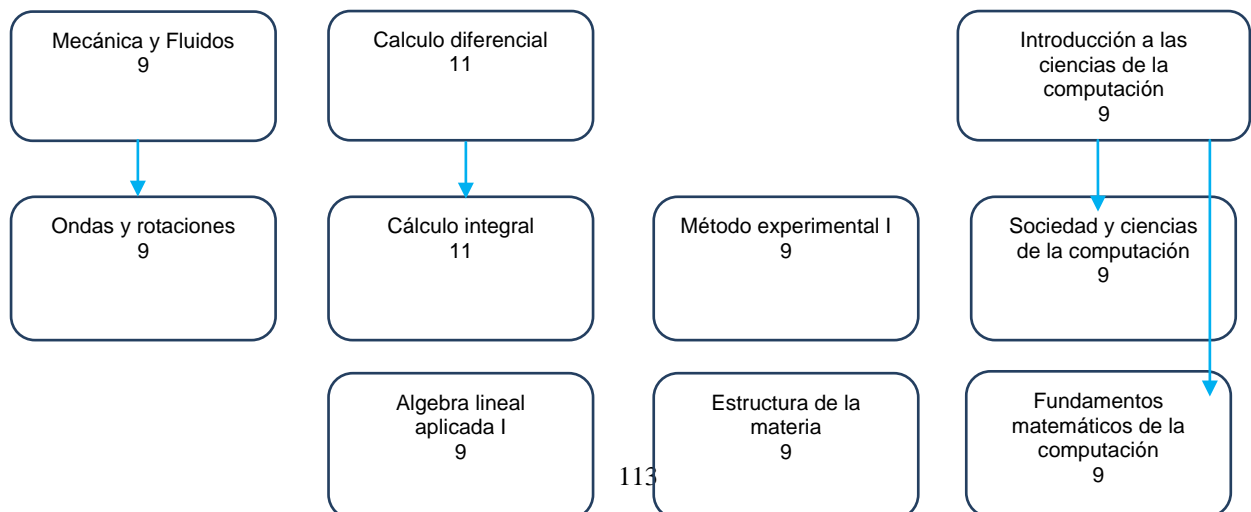 Mecánica y Fluidos
9
Calculo diferencial
11
Introducción a las
ciencias de la
computación
9
Ondas y rotaciones
9
Cálculo integral
11
Método experimental I
9
Sociedad y ciencias
de la computación
9
Algebra lineal
aplicada I
9
Estructura de la
materia
9
Fundamentos
matemáticos de la
computación
9
113